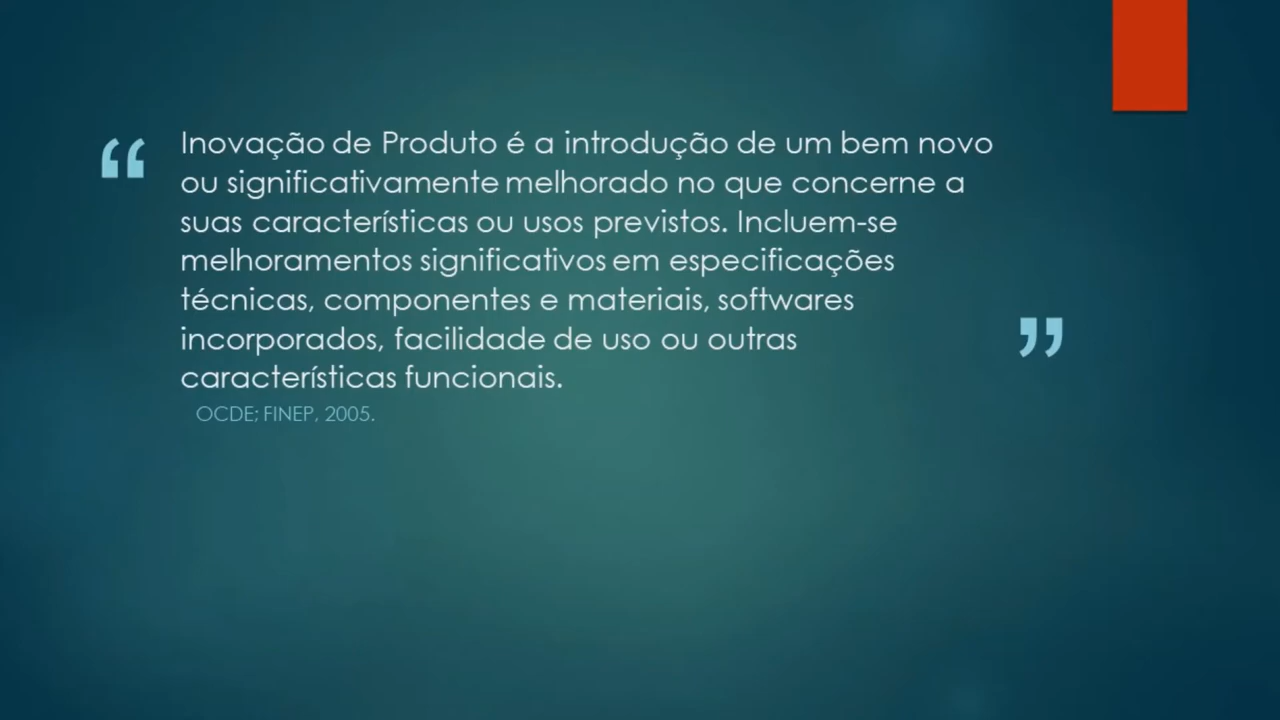 “ Inovação de Produto é a introdução de um bem novo
ou significativamente melhorado no que concerne a
suas características ou usos previstos. Incluem-se
melhoramentos significativos em especificações
técnicas, componentes e materiais, softwares
incorporados, facilidade de uso ou outras
características funcionais. ”
OCDE; FINEP, 2005.